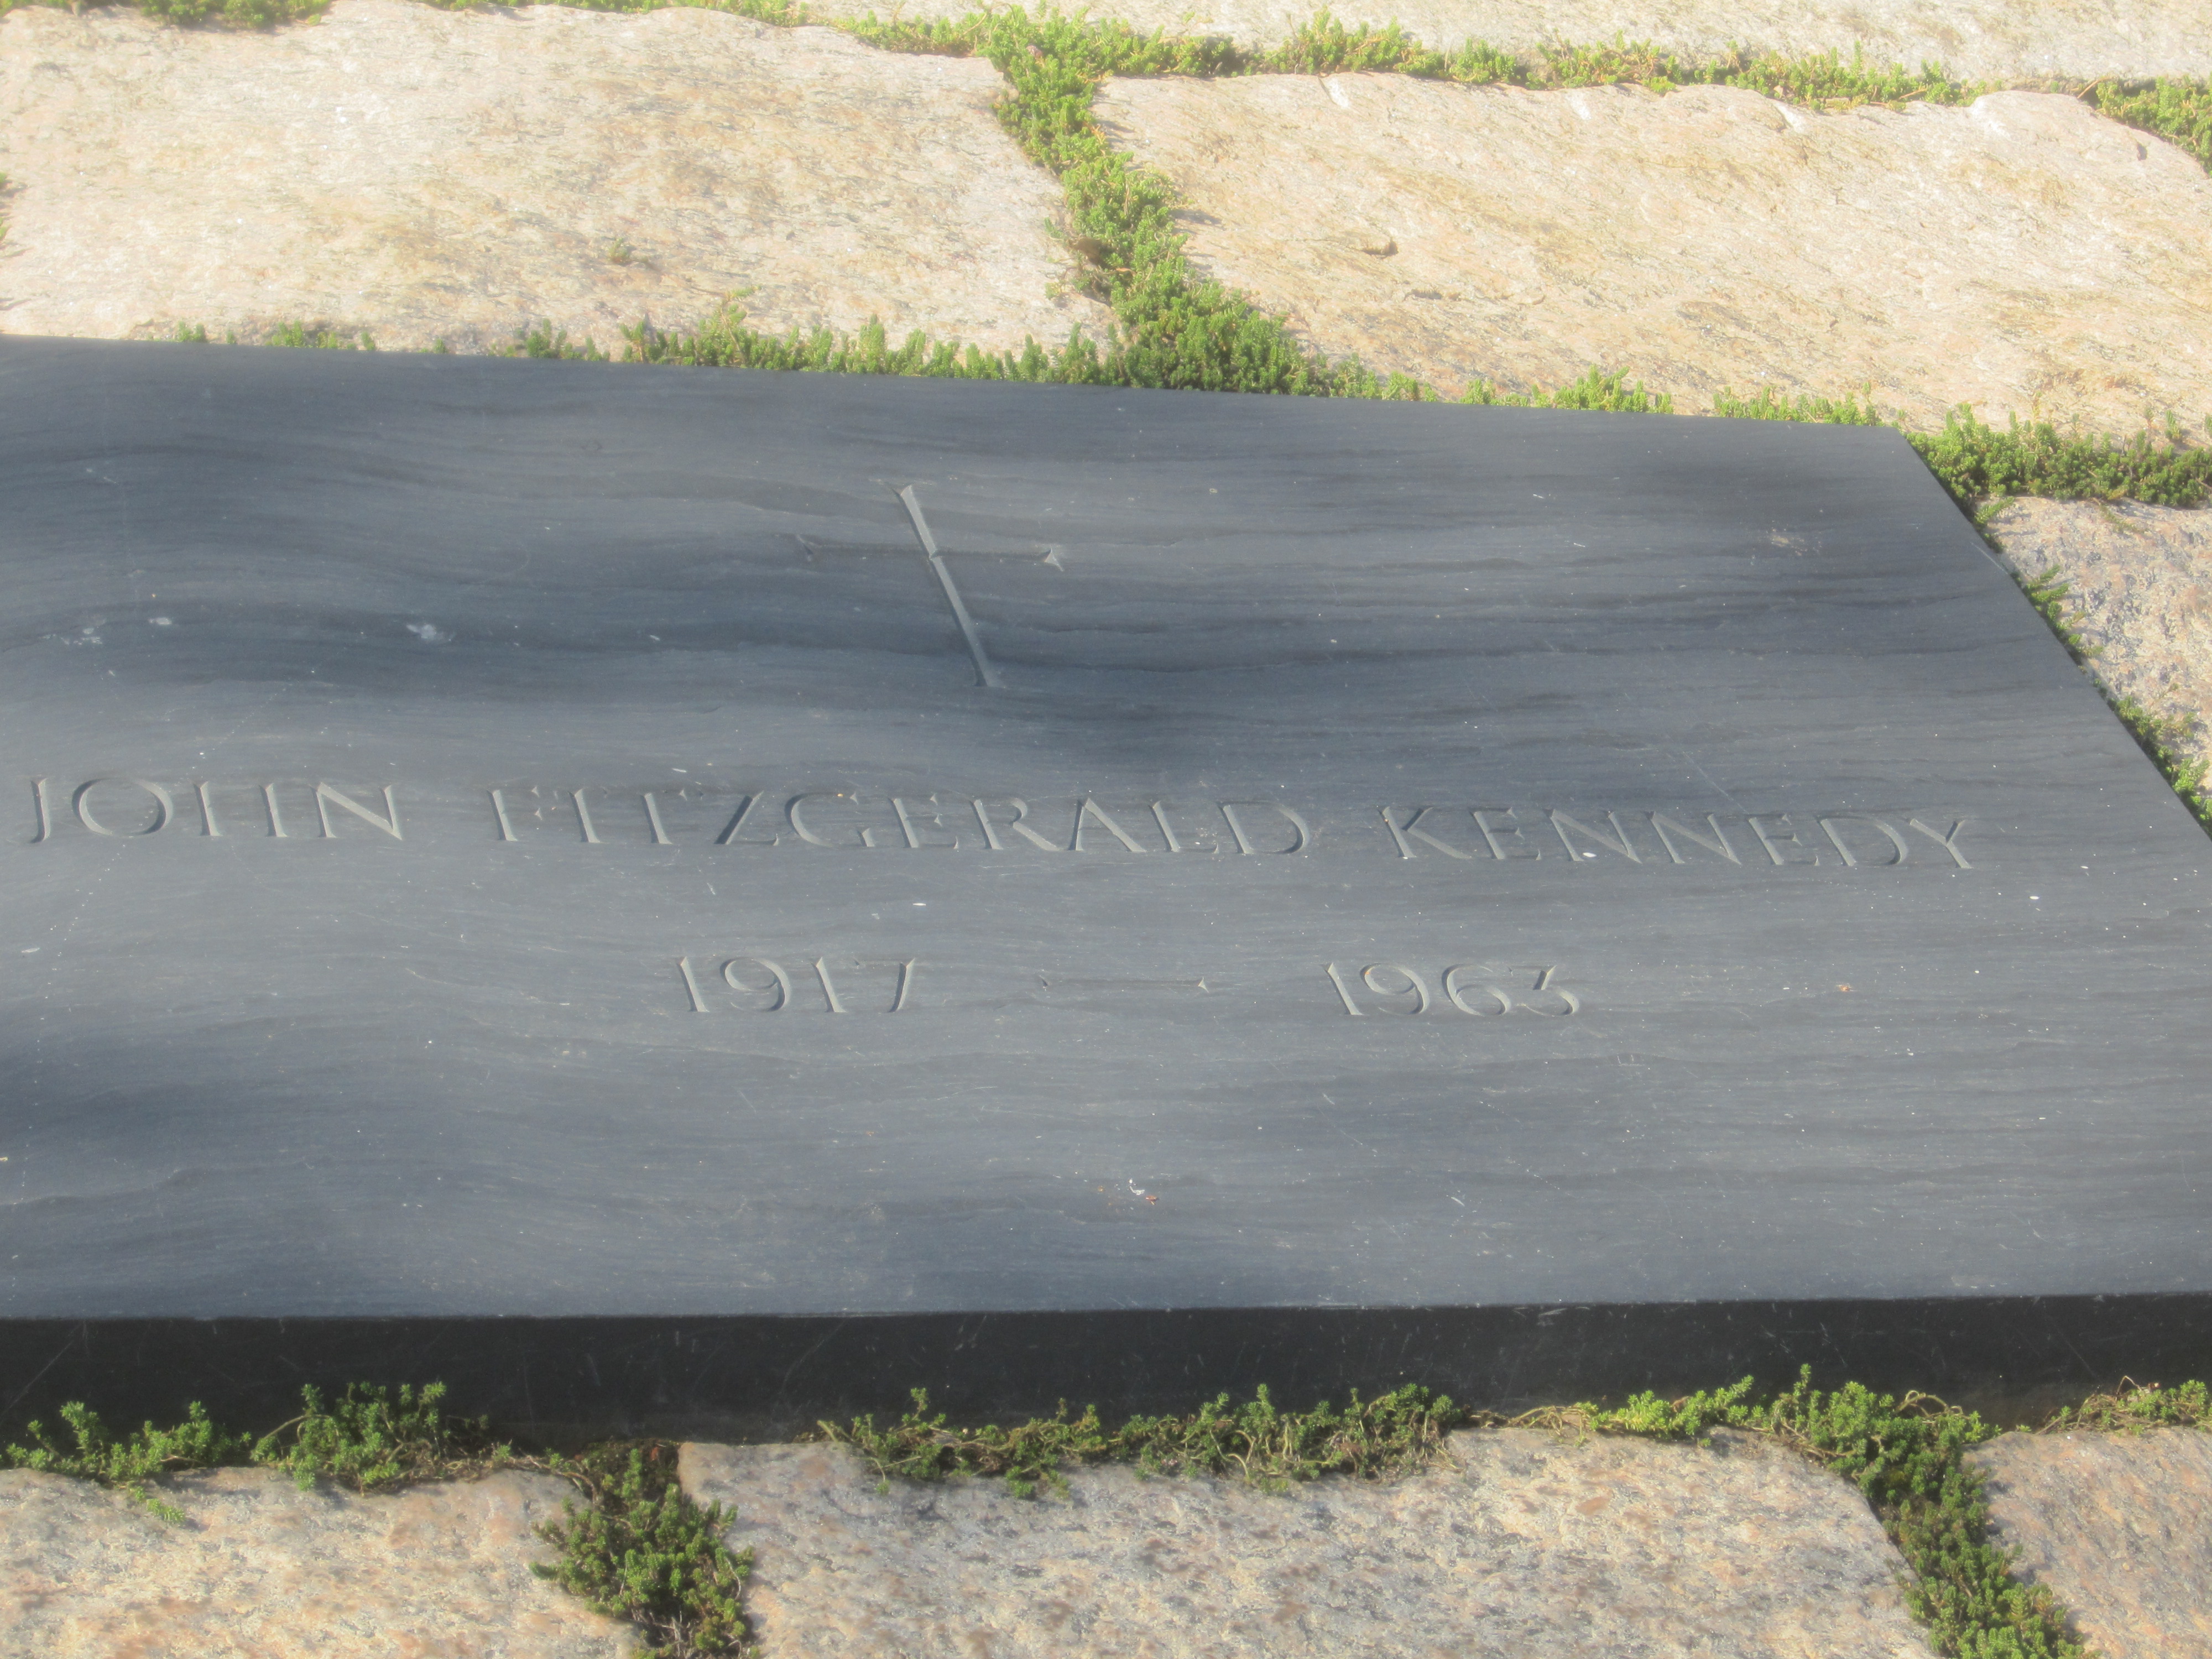 JOHN FITZGERALD KENNEDY
1917 - 1963